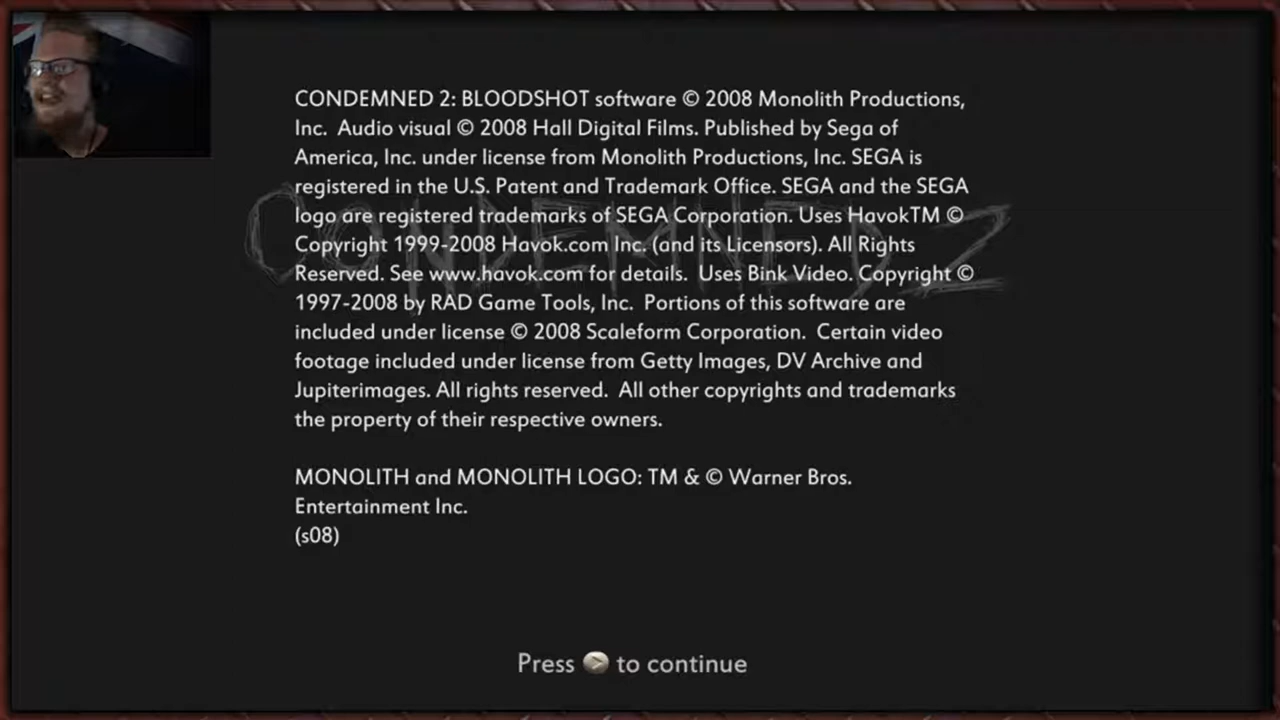 CONDEMNED 2: BLOODSHOT software © 2008 Monolith Productions,
Inc.  Audio visual © 2008 Hall Digital Films. Published by Sega of
America, Inc. under license from Monolith Productions, Inc. SEGA is
registered in the U.S. Patent and Trademark Office. SEGA and the SEGA
logo are registered trademarks of SEGA Corporation. Uses HavokTM ©
Copyright 1999-2008 Havok.com Inc. (and its Licensors). All Rights
Reserved. See www.havok.com for details.  Uses Bink Video. Copyright ©
1997-2008 by RAD Game Tools, Inc.  Portions of this software are
included under license © 2008 Scaleform Corporation.  Certain video
footage included under license from Getty Images, DV Archive and
Jupiterimages. All rights reserved.  All other copyrights and trademarks
the property of their respective owners.
CONDEMNED 2
MONOLITH and MONOLITH LOGO: TM & © Warner Bros.
Entertainment Inc.
(s08)
Press > to continue